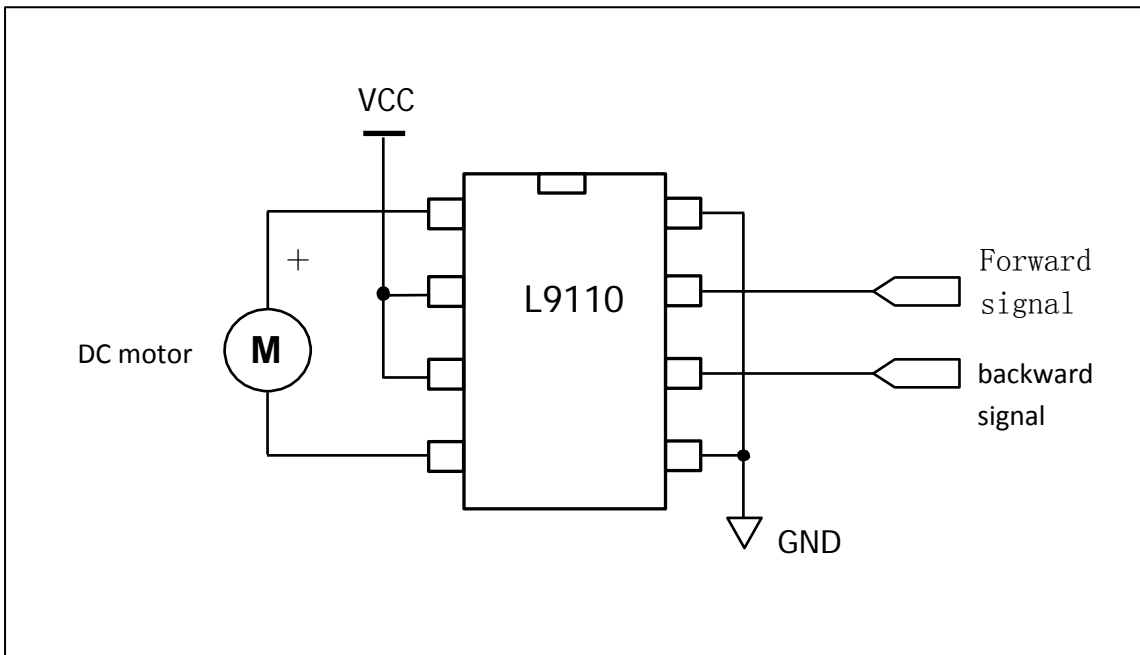 VCC
+
L9110
Forward
signal
DC motor
M
backward
signal
GND